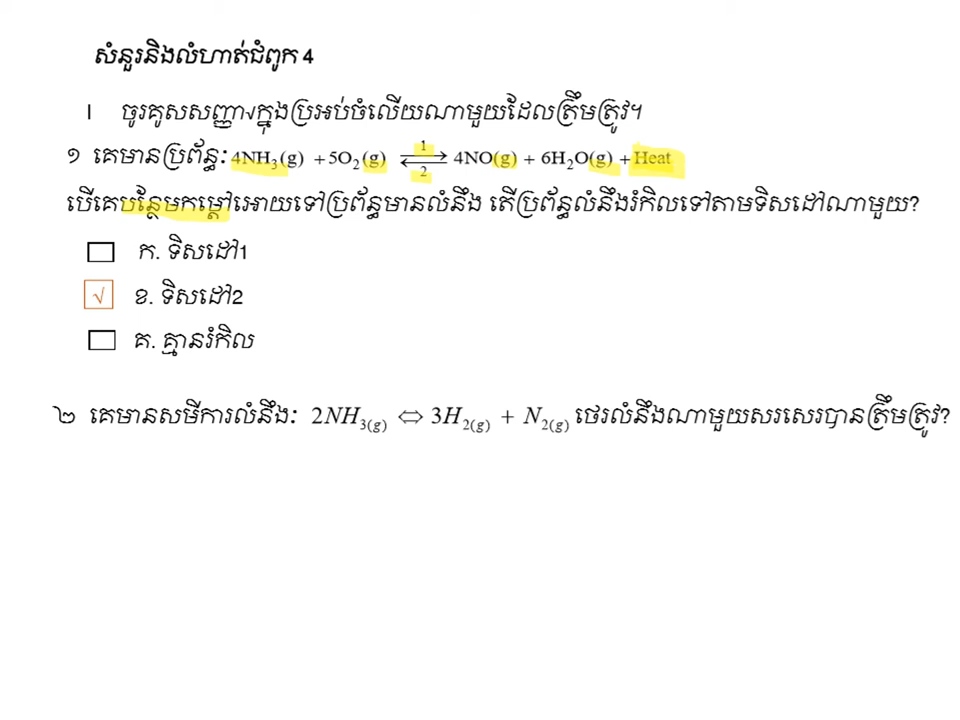 សំនួរនិងលំហាត់ជំពូក 4
I ចូរគូសសញ្ញា√ក្នុងប្រអប់ចំលើយណាមួយដែលត្រឹមត្រូវ។
១ គេមានប្រព័ន្ធ: 4NH₃(g) + 5O₂(g) ⇌ 4NO(g) + 6H₂O(g) + Heat
1
2
បើគេបន្ថែមកម្តៅអោយទៅប្រព័ន្ធមានលំនឹង តើប្រព័ន្ធលំនឹងរំកិលទៅតាមទិសដៅណាមួយ?
ក. ទិសដៅ1
√ ខ. ទិសដៅ2
គ. គ្មានរំកិល
២ គេមានសមីការលំនឹង: 2NH₃(g) ⇔ 3H₂(g) + N₂(g) ថេរលំនឹងណាមួយសរសេរបានត្រឹមត្រូវ?